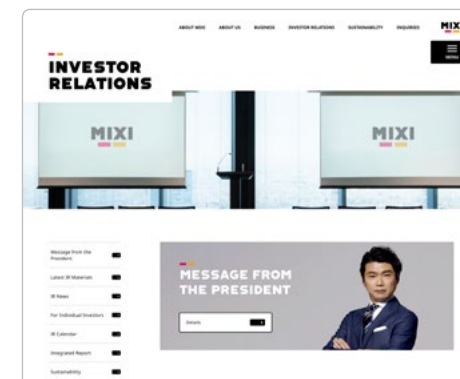 ABOUT MIXI ABOUT US BUSINESS INVESTOR RELATIONS SUSTAINABILITY INQUIRIES
MIXI
MENU
INVESTOR
RELATIONS
MIXI
MIXI
Message from the
President
Latest IR Materials
IR News
For Individual Investors
IR Calendar
Integrated Report
Sustainability
MESSAGE FROM
THE PRESIDENT
Details